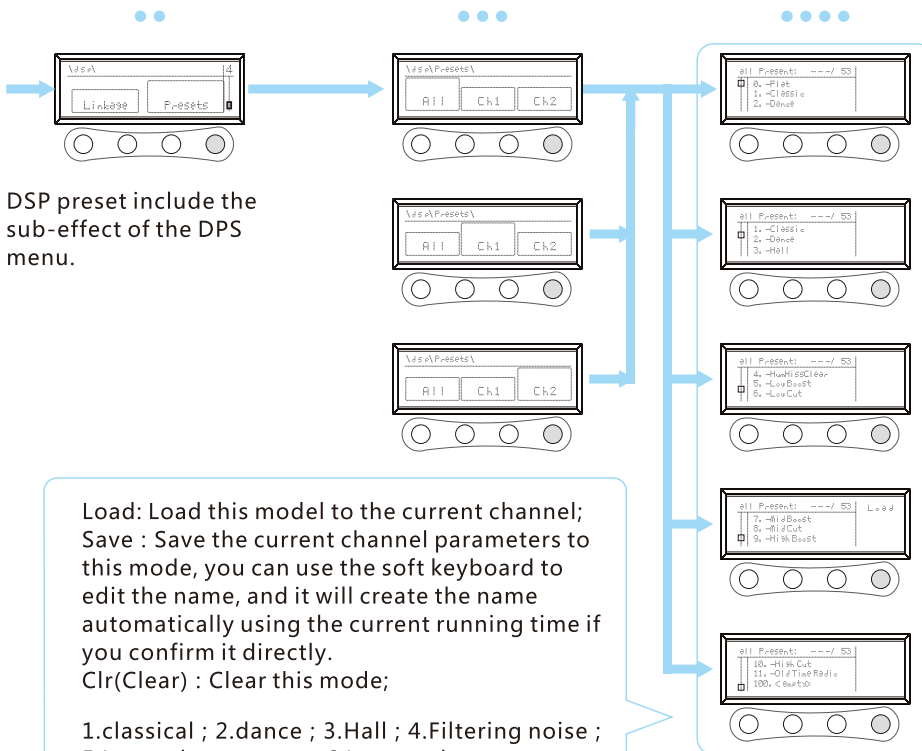 \dsp\ 4
Linkage Presets
DSP preset include the
sub-effect of the DPS
menu.
\dsp\Presets\
All Ch1 Ch2
\dsp\Presets\
All Ch1 Ch2
\dsp\Presets\
All Ch1 Ch2
all Present: ---/ 53
0. -Flat
1. -Classic
2. -Dance
all Present: ---/ 53
1. -Classic
2. -Dance
3. -Hall
all Present: ---/ 53
4. -HumHissClear
5. -LowBoost
6. -LowCut
all Present: ---/ 53 Load
7. -MidBoost
8. -MidCut
9. -HighBoost
all Present: ---/ 53
10. -HighCut
11. -OldTimeRadio
100. <empty>
Load: Load this model to the current channel;
Save : Save the current channel parameters to
this mode, you can use the soft keyboard to
edit the name, and it will create the name
automatically using the current running time if
you confirm it directly.
Clr(Clear) : Clear this mode;
1.classical ; 2.dance ; 3.Hall ; 4.Filtering noise ;